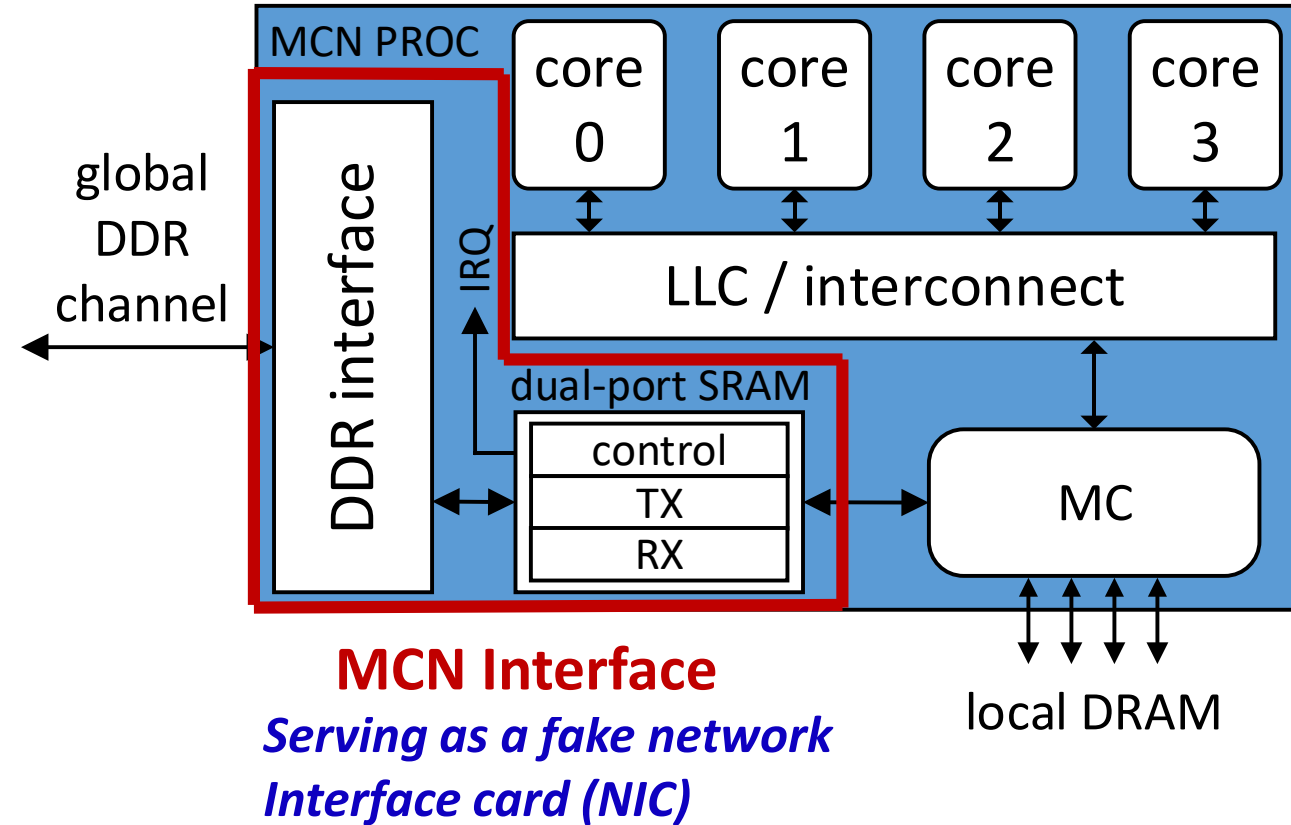 MCN PROC
core
0
core
1
core
2
core
3
global
DDR
channel
DDR interface
IRQ
LLC / interconnect
dual-port SRAM
control
TX
RX
MC
MCN Interface
Serving as a fake network
Interface card (NIC)
local DRAM